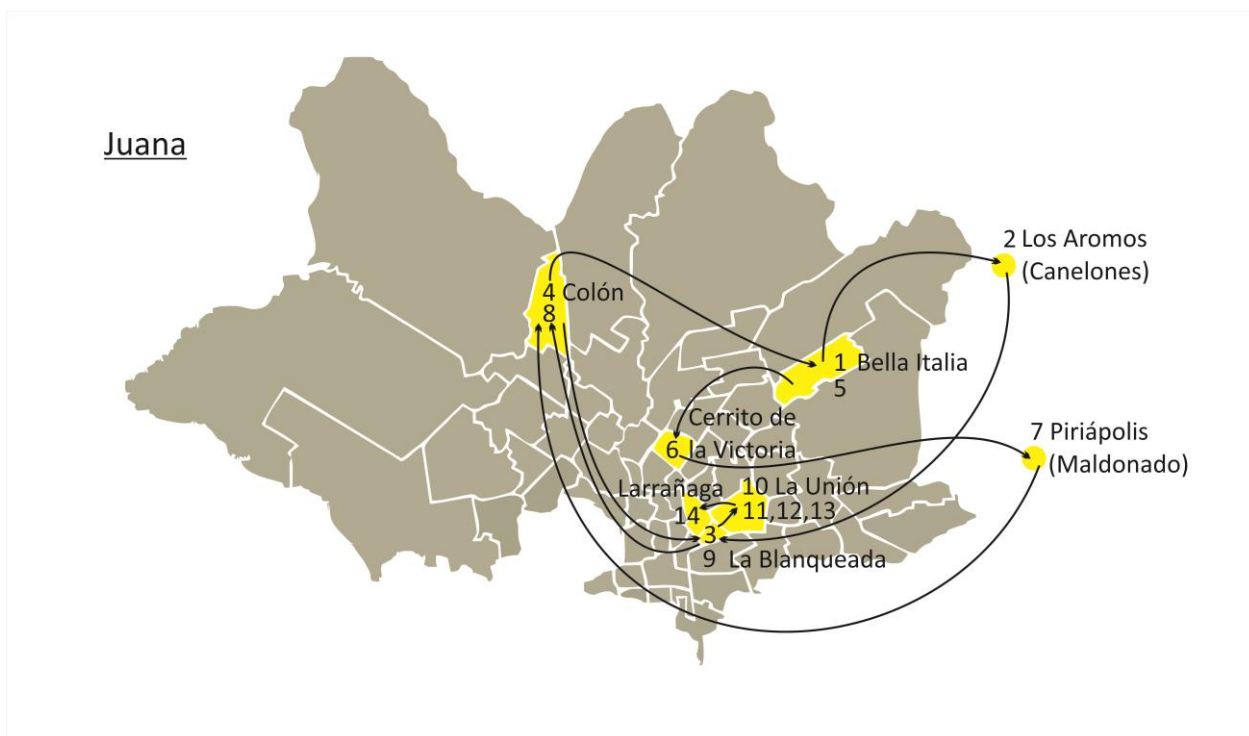 Juana
2 Los Aromos
(Canelones)
4 Colón
8
1 Bella Italia
5
Cerrito de
6 la Victoria
7 Piriápolis
(Maldonado)
10 La Unión
Larrañaga
11,12,13
14
3
9 La Blanqueada